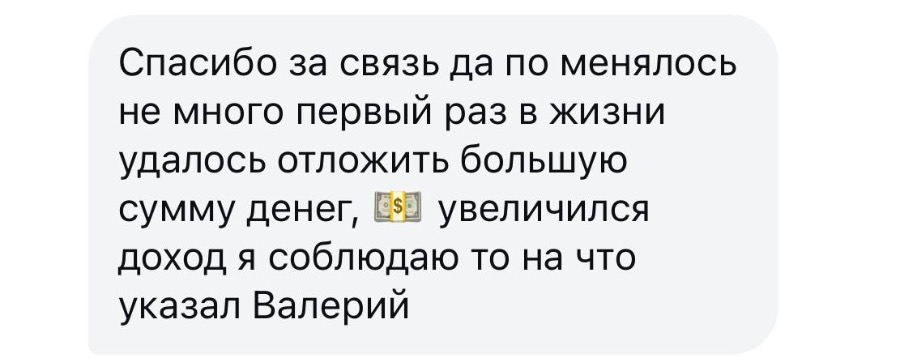 Спасибо за связь да по менялось
не много первый раз в жизни
удалось отложить большую
сумму денег, 💵 увеличился
доход я соблюдаю то на что
указал Валерий